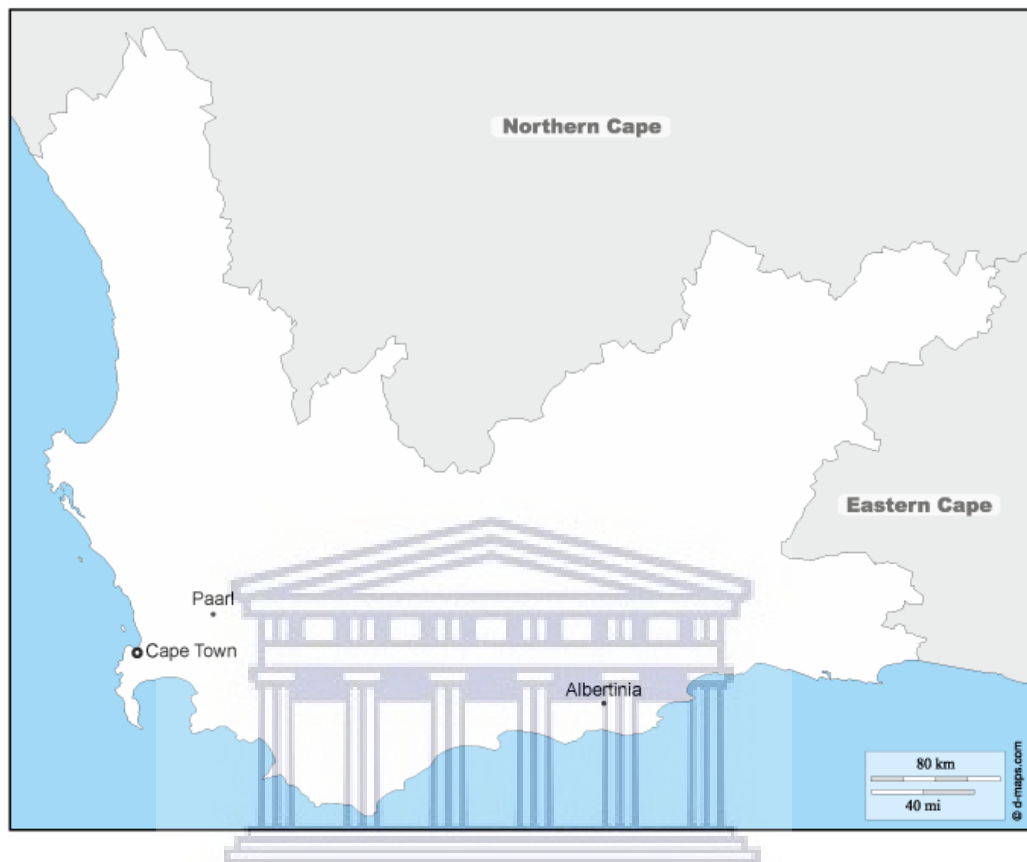 Northern Cape
Eastern Cape
Paarl
Cape Town
Albertinia
80 km
40 mi
© d-maps.com